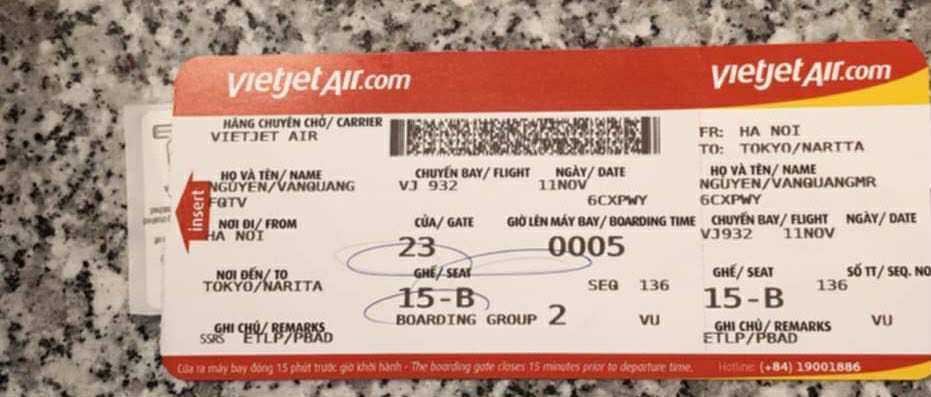 vietjetAir.com
vietjetAir.com
HÃNG CHUYÊN CHỞ/ CARRIER
VIETJET AIR
HỌ VÀ TÊN/ NAME
NGUYEN/VANQUANG
FQTV
CHUYẾN BAY/ FLIGHT
VJ 932
NGÀY/ DATE
11NOV
6CXPWY
insert
NƠI ĐI/ FROM
HA NOI
CỬA/ GATE
23
GIỜ LÊN MÁY BAY/ BOARDING TIME
0005
NƠI ĐẾN/ TO
TOKYO/NARITA
GHẾ/ SEAT
15-B
SEQ 136
BOARDING GROUP 2
VU
GHI CHÚ/ REMARKS
SSRS ETLP/PBAD
Cửa ra máy bay đóng 15 phút trước giờ khởi hành - The boarding gate closes 15 minutes prior to departure time.
FR: HA NOI
TO: TOKYO/NARITA
HỌ VÀ TÊN/ NAME
NGUYEN/VANQUANGMR
6CXPWY
CHUYẾN BAY/ FLIGHT NGÀY/ DATE
VJ932 11NOV
GHẾ/ SEAT
15-B
SỐ TT/ SEQ. NO
136
VU
GHI CHÚ/ REMARKS
ETLP/PBAD
Hotline: (+84) 19001886